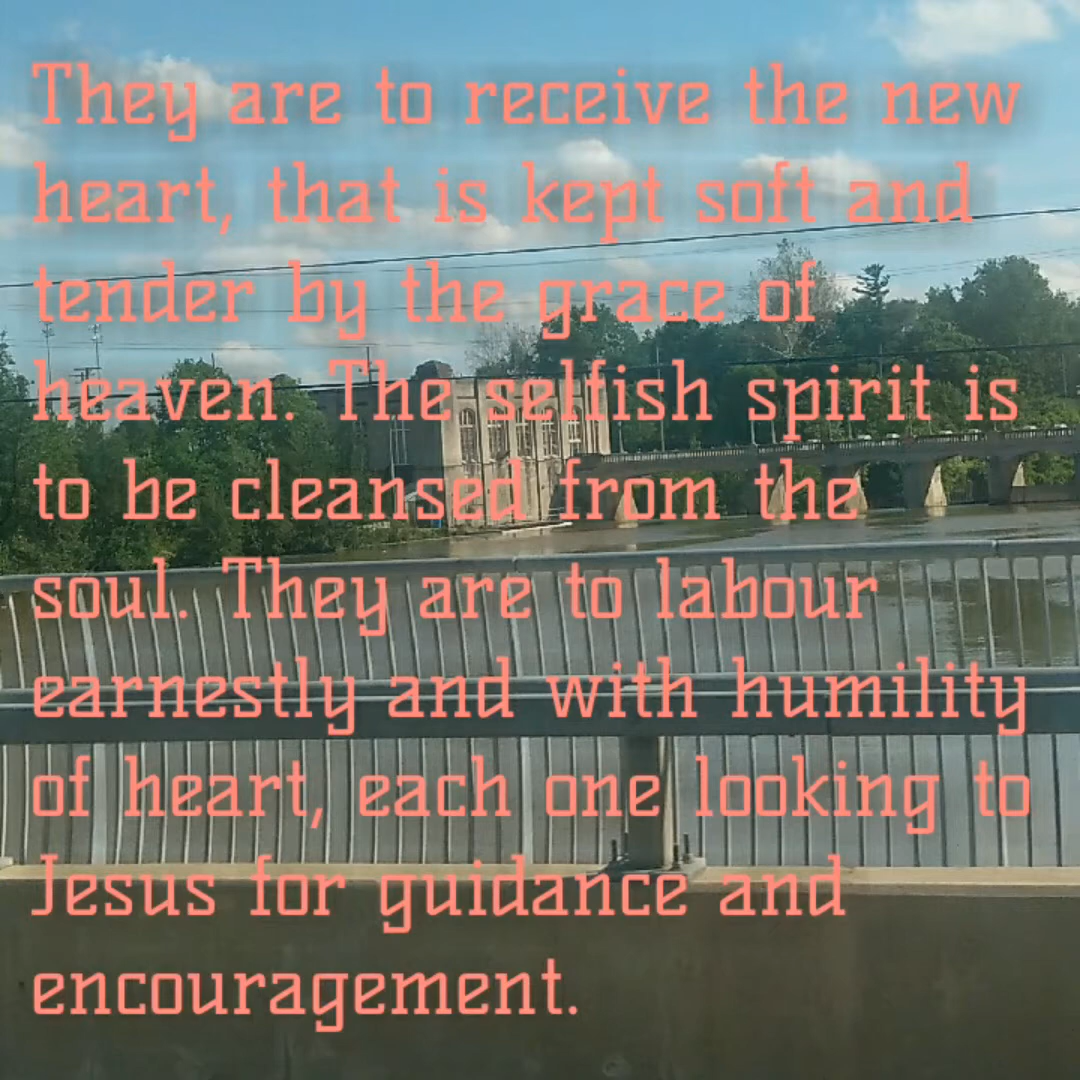 They are to receive the new
heart, that is kept soft and
tender by the grace of
heaven. The selfish spirit is
to be cleansed from the
soul. They are to labour
earnestly and with humility
of heart, each one looking to
Jesus for guidance and
encouragement.